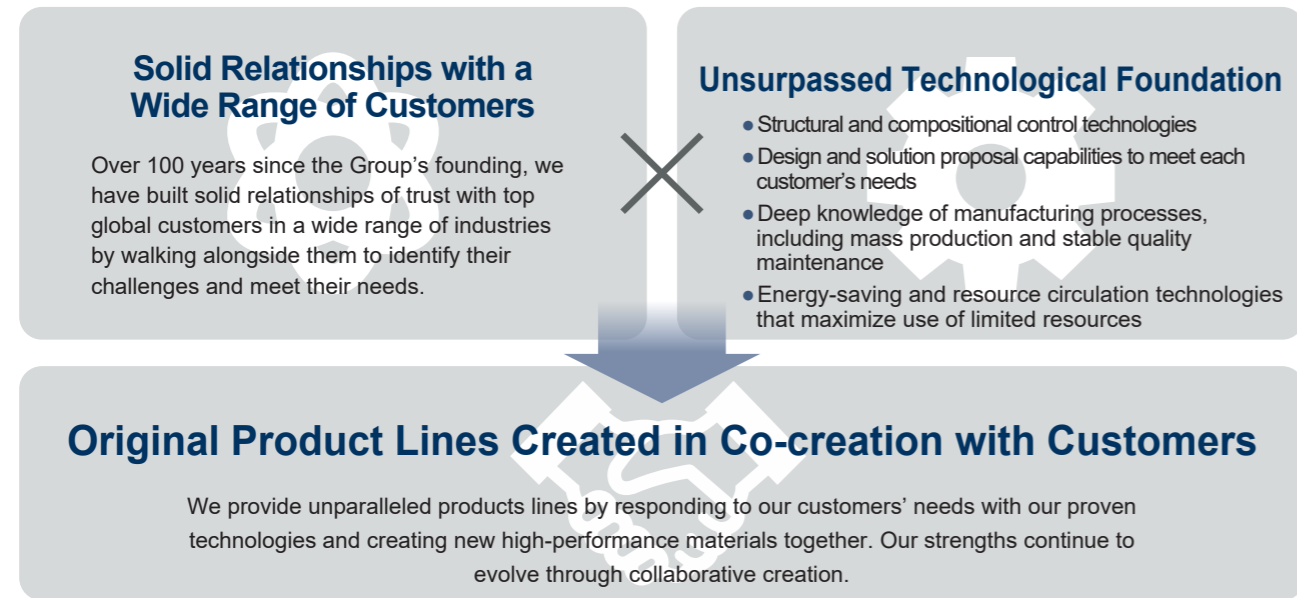 Solid Relationships with a
Wide Range of Customers
Over 100 years since the Group’s founding, we
have built solid relationships of trust with top
global customers in a wide range of industries
by walking alongside them to identify their
challenges and meet their needs.
Unsurpassed Technological Foundation
●Structural and compositional control technologies
●Design and solution proposal capabilities to meet each
customer’s needs
●Deep knowledge of manufacturing processes,
including mass production and stable quality
maintenance
●Energy-saving and resource circulation technologies
that maximize use of limited resources
Original Product Lines Created in Co-creation with Customers
We provide unparalleled products lines by responding to our customers’ needs with our proven
technologies and creating new high-performance materials together. Our strengths continue to
evolve through collaborative creation.